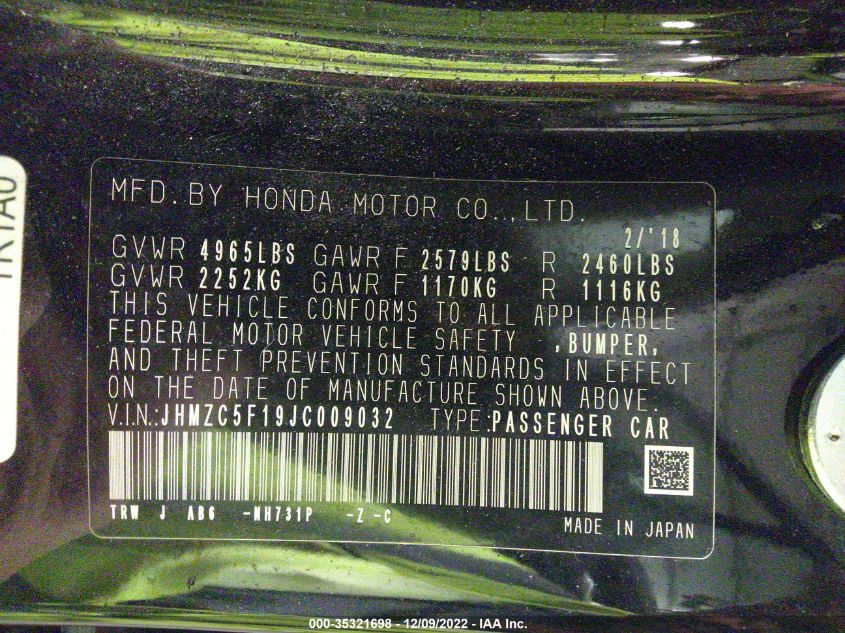 MFD. BY HONDA MOTOR CO., LTD.
2/'18
GVWR 4965LBS GAWR F 2579LBS R 2460LBS
GVWR 2252KG GAWR F 1170KG R 1116KG
THIS VEHICLE CONFORMS TO ALL APPLICABLE
FEDERAL MOTOR VEHICLE SAFETY , BUMPER,
AND THEFT PREVENTION STANDARDS IN EFFECT
ON THE DATE OF MANUFACTURE SHOWN ABOVE.
V.I.N.:JHMZC5F19JC009032 TYPE:PASSENGER CAR
TRW J AB6 -NH731P -Z -C
MADE IN JAPAN
TR1A0
000-35321698 - 12/09/2022 - IAA Inc.